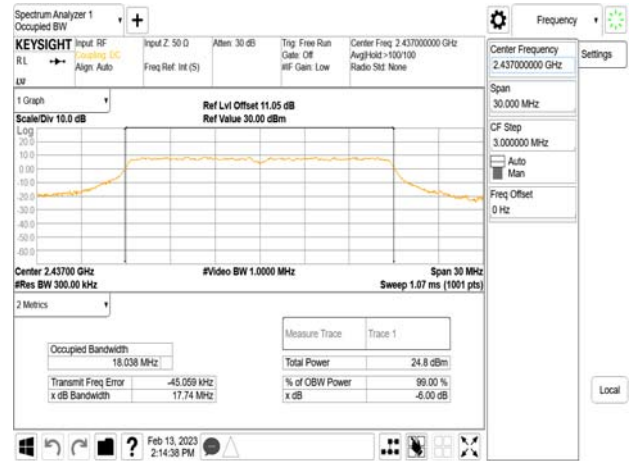 Spectrum Analyzer 1
Occupied BW
+
Frequency
KEYSIGHT Input: RF Input Z: 50 Ω Atten: 30 dB Trig: Free Run Center Freq: 2.437000000 GHz
RL Coupling: DC Gate: Off Avg|Hold:>100/100
Align: Auto Freq Ref: Int (S) #IF Gain: Low Radio Std: None
Center Frequency
2.437000000 GHz
Settings
Span
30.000 MHz
CF Step
3.000000 MHz
Auto
Man
Freq Offset
0 Hz
Local
1 Graph
Ref Lvl Offset 11.05 dB
Scale/Div 10.0 dB Ref Value 30.00 dBm
Log
20.0
10.0
0.00
-10.0
-20.0
-30.0
-40.0
-50.0
-60.0
Center 2.43700 GHz #Video BW 1.0000 MHz Span 30 MHz
#Res BW 300.00 kHz Sweep 1.07 ms (1001 pts)
2 Metrics
Measure Trace Trace 1
Occupied Bandwidth
18.038 MHz
Total Power 24.8 dBm
Transmit Freq Error -45.059 kHz % of OBW Power 99.00 %
x dB Bandwidth 17.74 MHz x dB -6.00 dB
?
Feb 13, 2023
2:14:38 PM